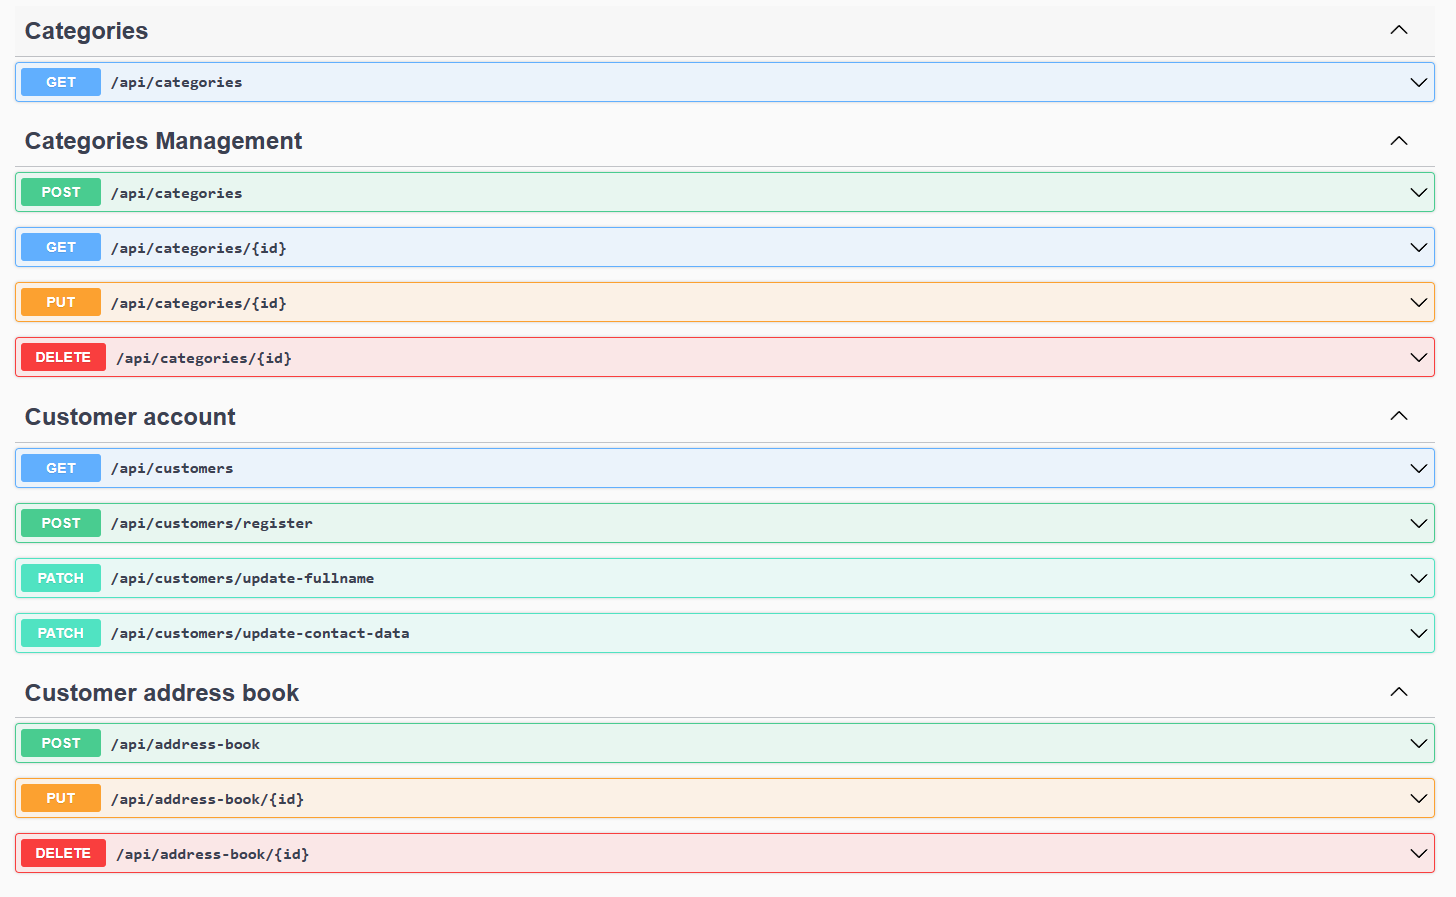 Categories
GET /api/categories
Categories Management
POST /api/categories
GET /api/categories/{id}
PUT /api/categories/{id}
DELETE /api/categories/{id}
Customer account
GET /api/customers
POST /api/customers/register
PATCH /api/customers/update-fullname
PATCH /api/customers/update-contact-data
Customer address book
POST /api/address-book
PUT /api/address-book/{id}
DELETE /api/address-book/{id}